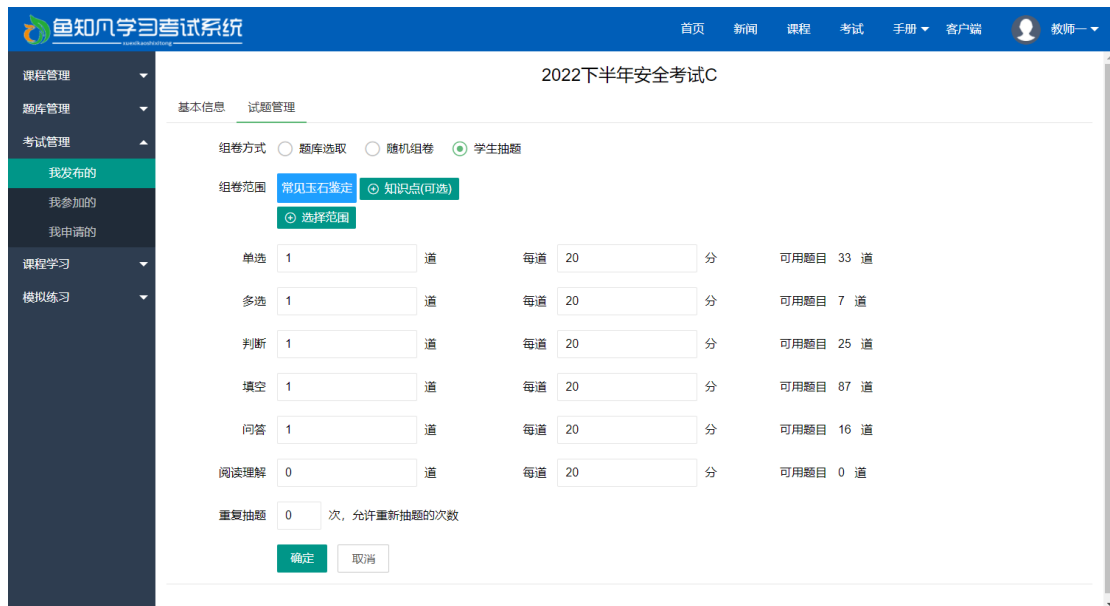 鱼知凡学习考试系统
xuexikaoshixitong
首页 新闻 课程 考试 手册 客户端 教师一
课程管理
题库管理
考试管理
我发布的
我参加的
我申请的
课程学习
模拟练习
2022下半年安全考试C
基本信息 试题管理
组卷方式 题库选取 随机组卷 学生抽题
组卷范围 常见玉石鉴定 知识点(可选)
选择范围
单选 1 道 每道 20 分 可用题目 33 道
多选 1 道 每道 20 分 可用题目 7 道
判断 1 道 每道 20 分 可用题目 25 道
填空 1 道 每道 20 分 可用题目 87 道
问答 1 道 每道 20 分 可用题目 16 道
阅读理解 0 道 每道 20 分 可用题目 0 道
重复抽题 0 次，允许重新抽题的次数
确定 取消